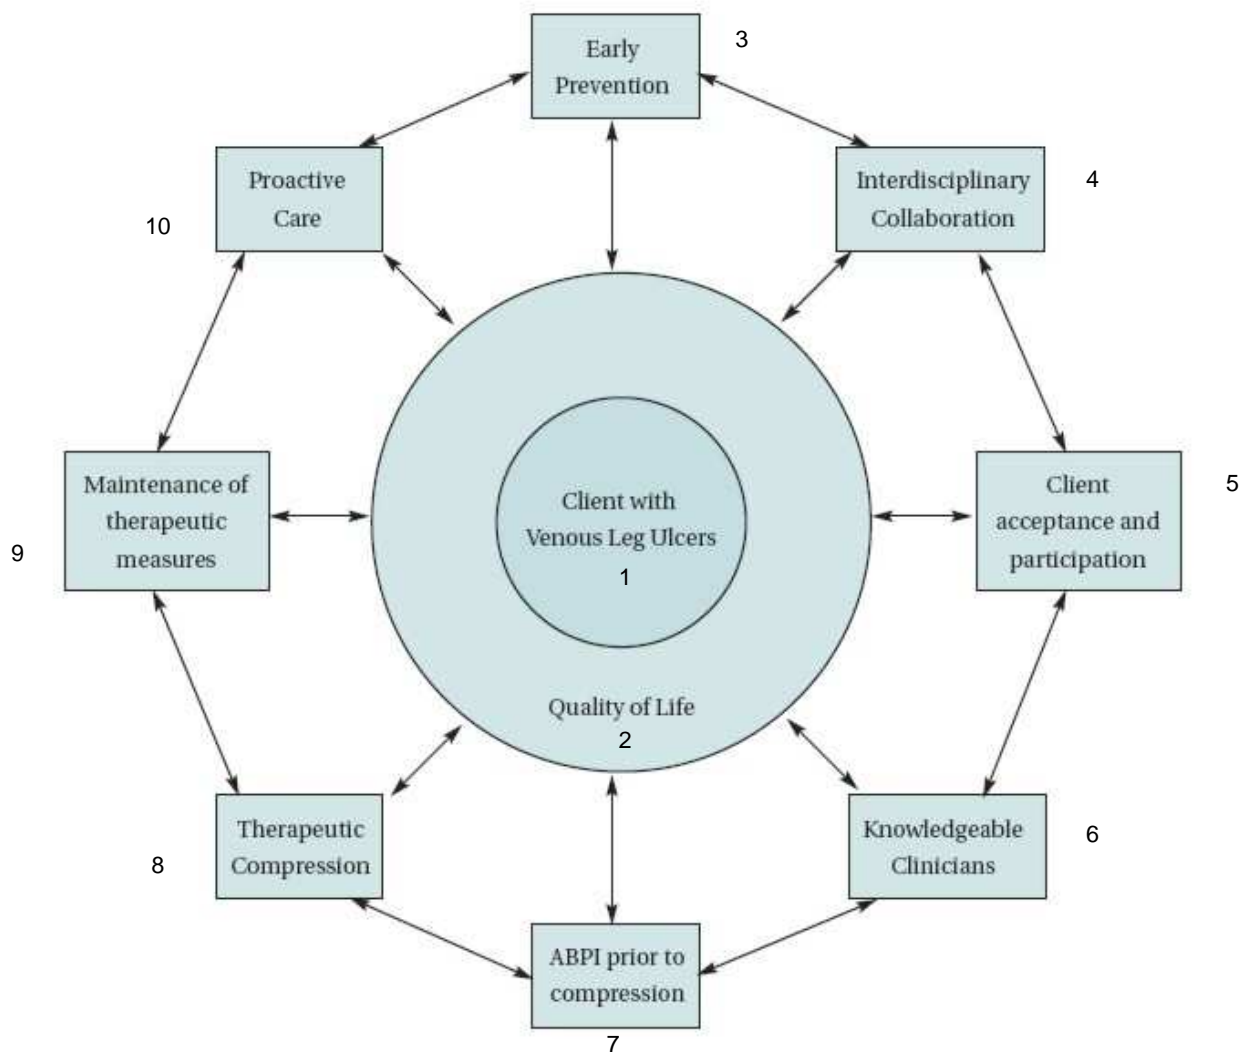 Early
Prevention
3
Interdisciplinary
Collaboration
4
Client
acceptance and
participation
5
Knowledgeable
Clinicians
6
ABPI prior to
compression
7
Therapeutic
Compression
8
Maintenance of
therapeutic
measures
9
Proactive
Care
10
Client with
Venous Leg Ulcers
1
Quality of Life
2